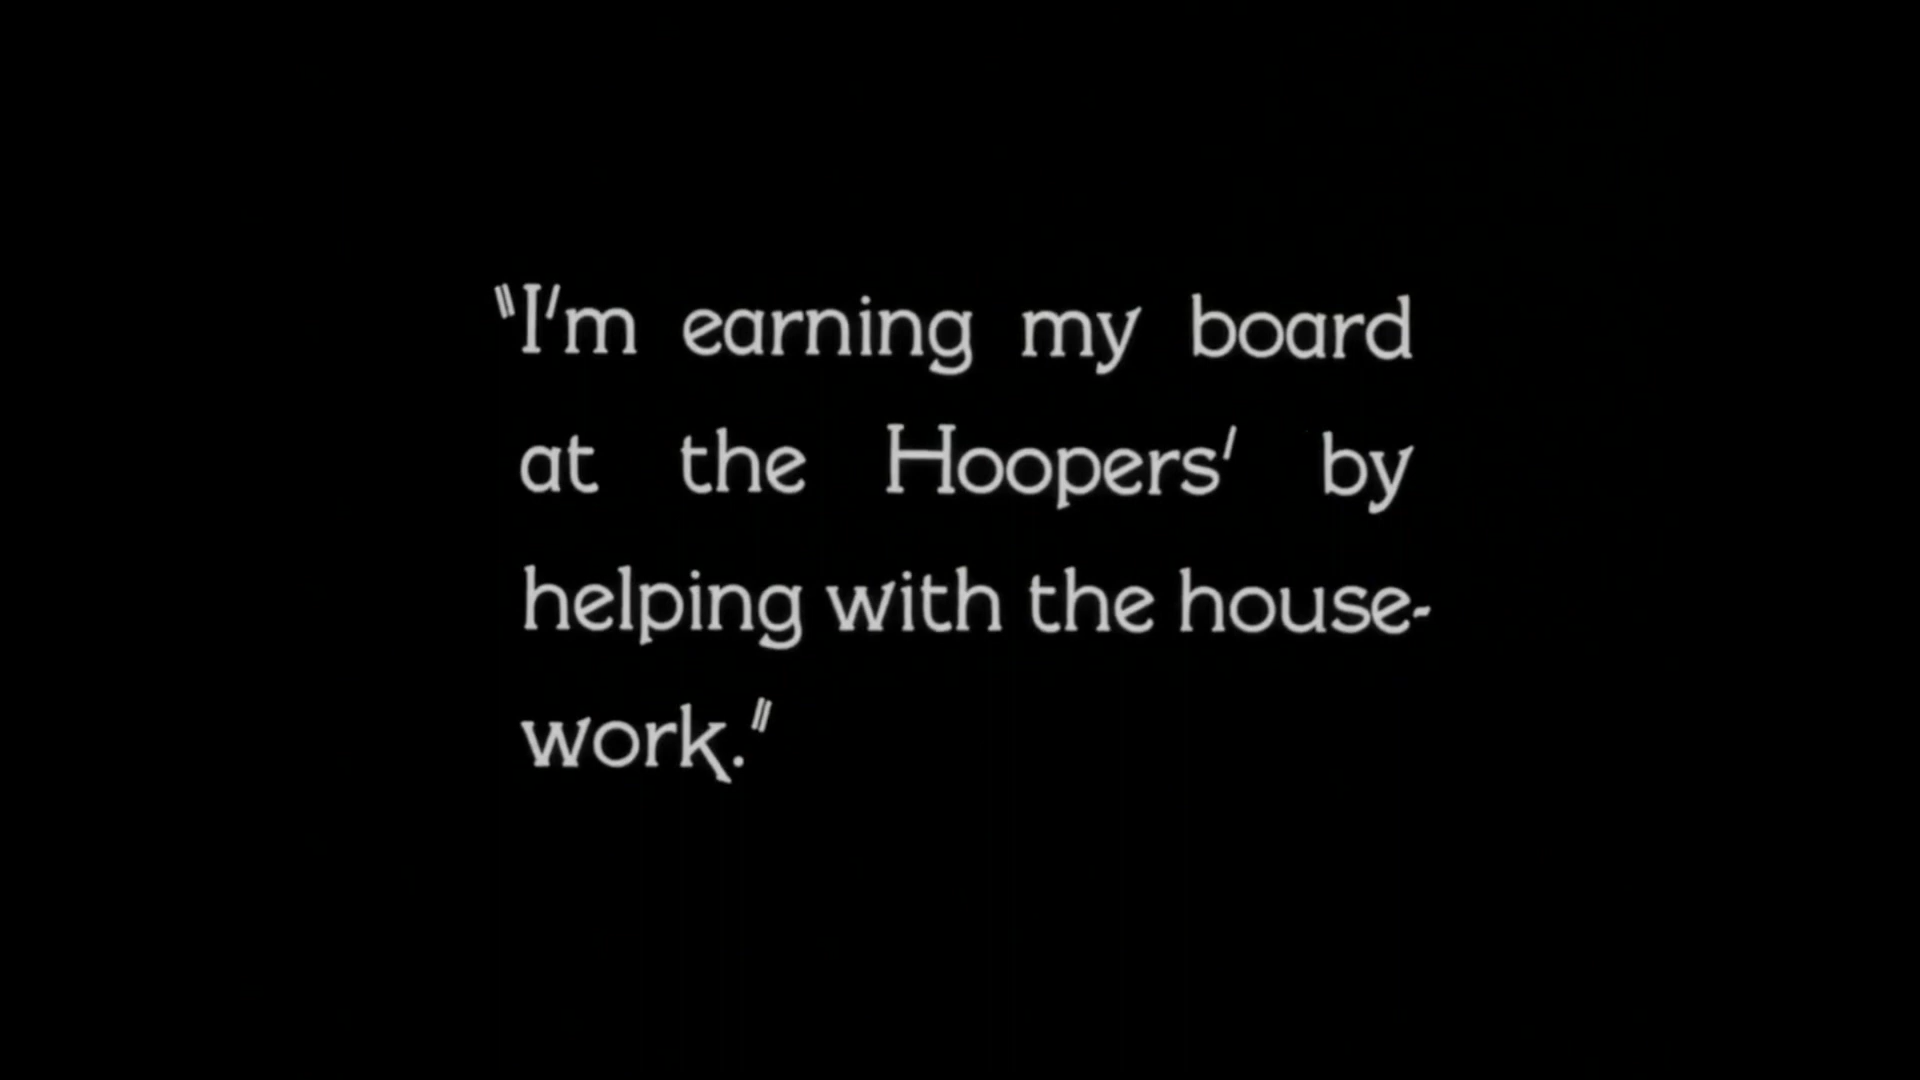 "I'm earning my board
at the Hoopers' by
helping with the house-
work."